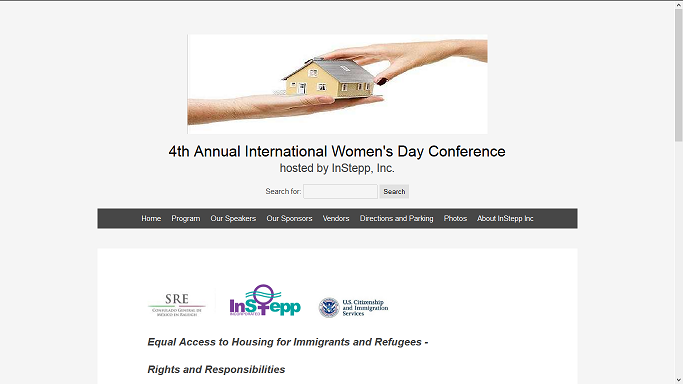 4th Annual International Women's Day Conference
hosted by InStepp, Inc.
Search for: Search
Home Program Our Speakers Our Sponsors Vendors Directions and Parking Photos About InStepp Inc
SRE
CONSULADO GENERAL DE
MÉXICO EN RALEIGH
InStepp
INCORPORATED
U.S. Citizenship
and Immigration
Services
Equal Access to Housing for Immigrants and Refugees -
Rights and Responsibilities